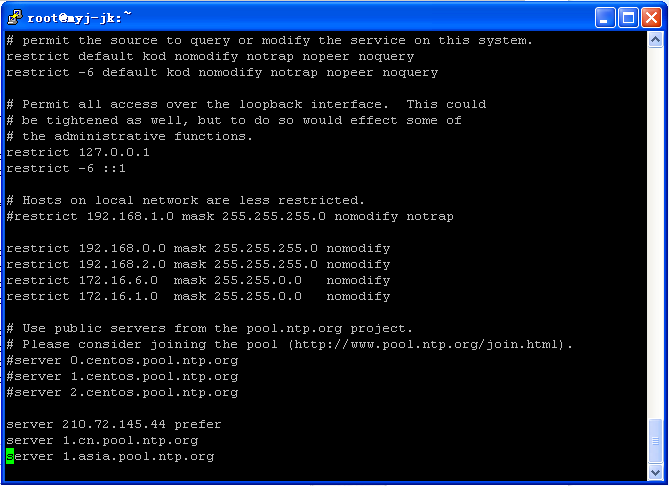 root@myj-jk:~
# permit the source to query or modify the service on this system.
restrict default kod nomodify notrap nopeer noquery
restrict -6 default kod nomodify notrap nopeer noquery
# Permit all access over the loopback interface.  This could
# be tightened as well, but to do so would effect some of
# the administrative functions.
restrict 127.0.0.1
restrict -6 ::1
# Hosts on local network are less restricted.
#restrict 192.168.1.0 mask 255.255.255.0 nomodify notrap
restrict 192.168.0.0 mask 255.255.255.0 nomodify
restrict 192.168.2.0 mask 255.255.255.0 nomodify
restrict 172.16.6.0  mask 255.255.0.0   nomodify
restrict 172.16.1.0  mask 255.255.0.0   nomodify
# Use public servers from the pool.ntp.org project.
# Please consider joining the pool (http://www.pool.ntp.org/join.html).
#server 0.centos.pool.ntp.org
#server 1.centos.pool.ntp.org
#server 2.centos.pool.ntp.org
server 210.72.145.44 prefer
server 1.cn.pool.ntp.org
server 1.asia.pool.ntp.org